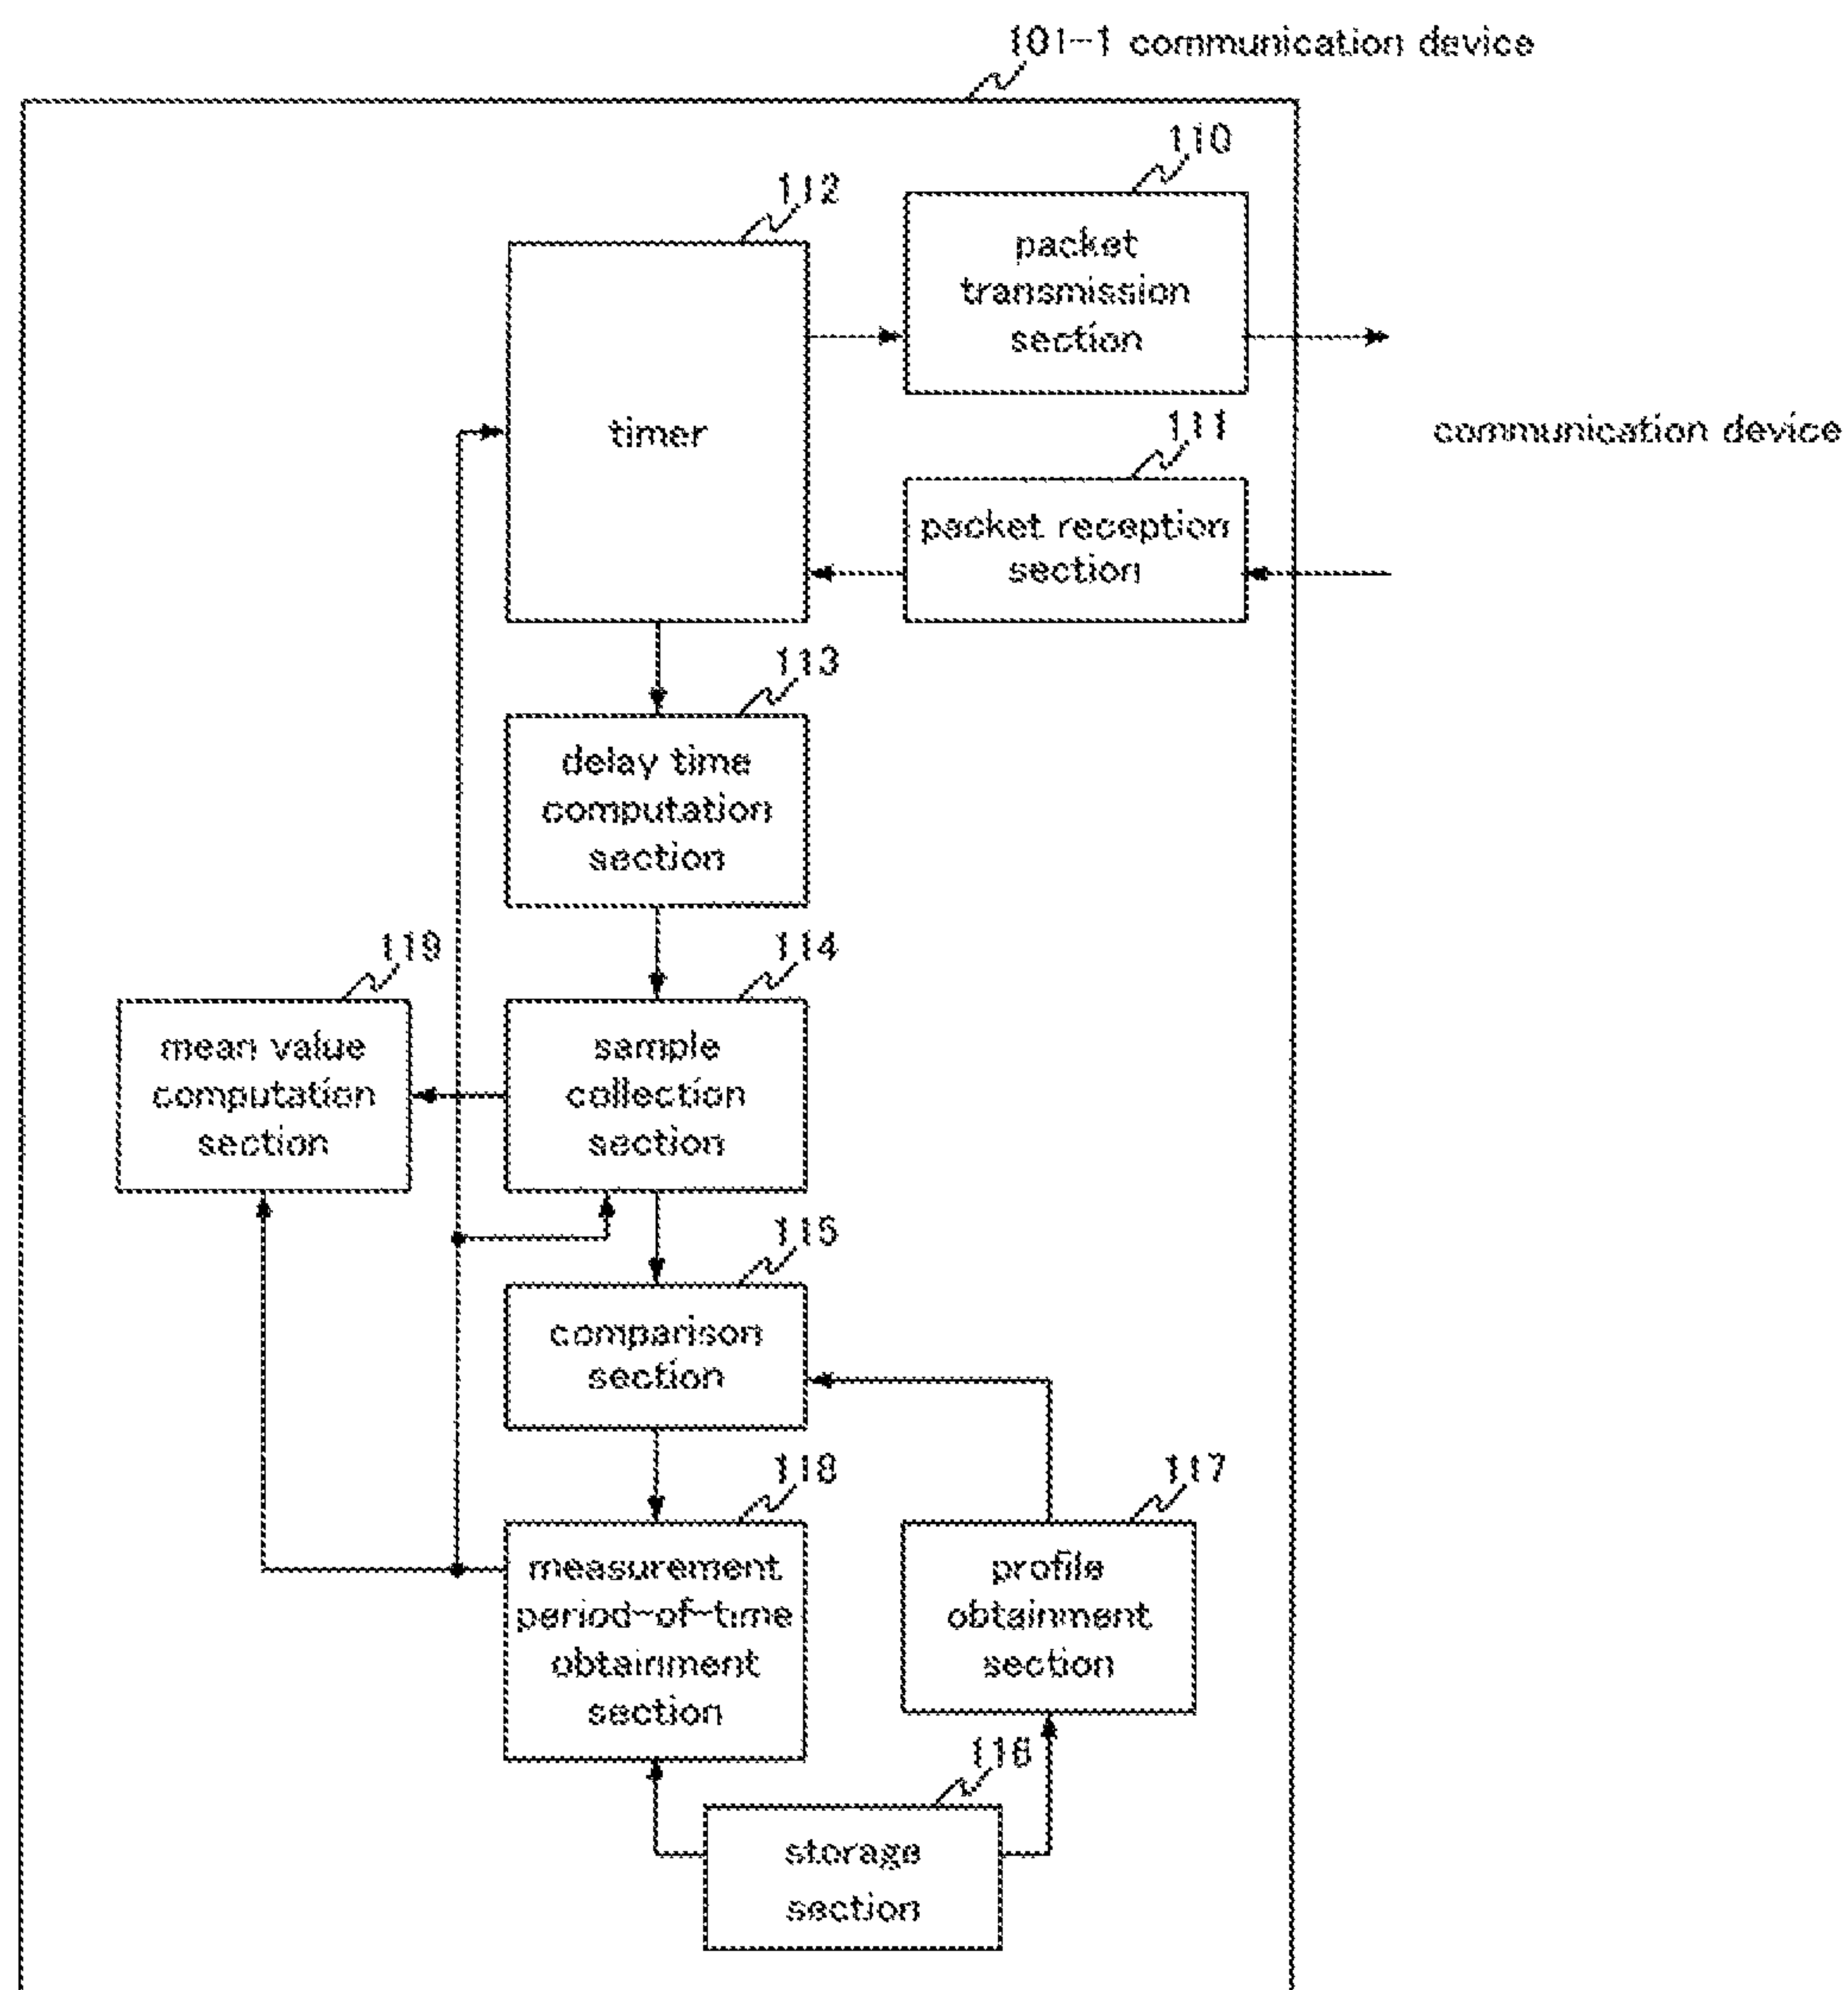 101-1 communication device
110
112
packet
transmission
section
timer
communication device
111
packet reception
section
113
delay time
computation
section
119
114
mean value
computation
section
sample
collection
section
115
comparison
section
118
117
measurement
period-of-time
obtainment
section
profile
obtainment
section
116
storage
section